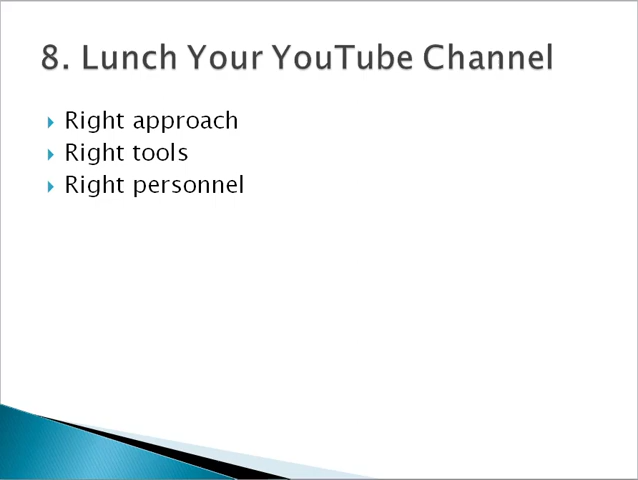 8. Lunch Your YouTube Channel
Right approach
Right tools
Right personnel